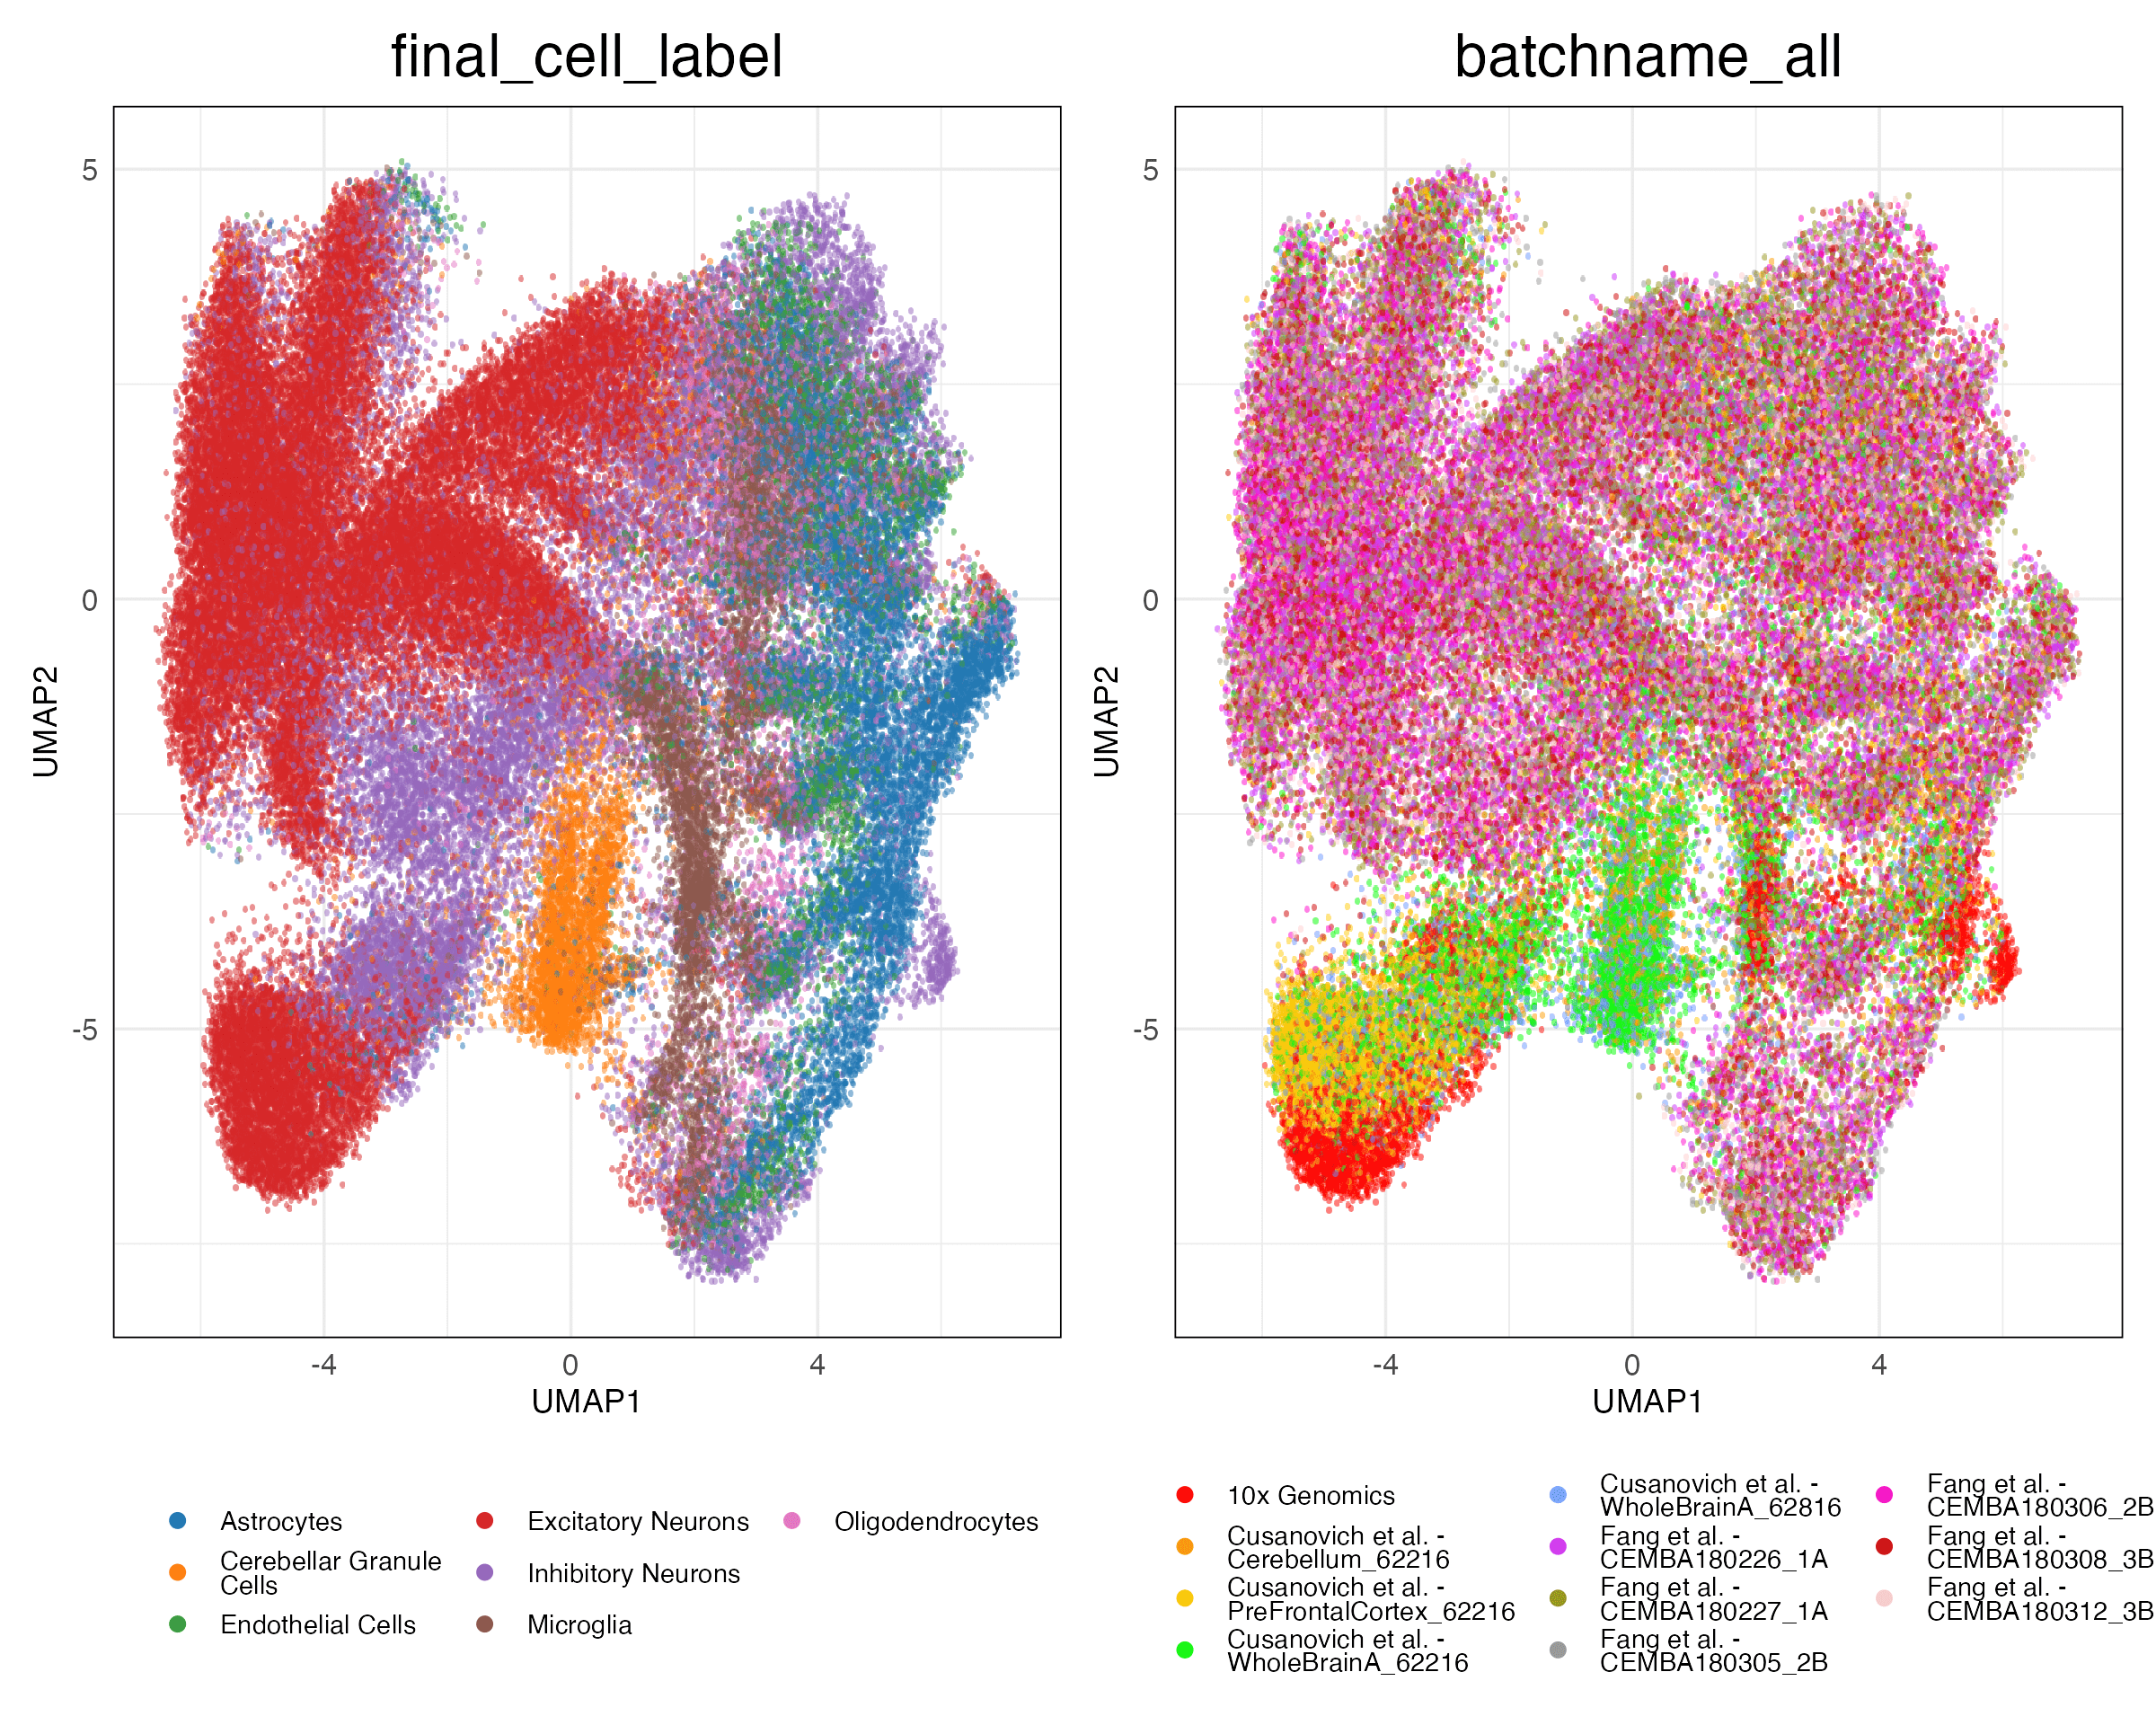 final_cell_label
batchname_all
5
0
-5
UMAP2
-4
0
4
UMAP1
5
0
-5
UMAP2
-4
0
4
UMAP1
Astrocytes
Cerebellar Granule
Cells
Endothelial Cells
Excitatory Neurons
Inhibitory Neurons
Microglia
Oligodendrocytes
10x Genomics
Cusanovich et al. -
Cerebellum_62216
Cusanovich et al. -
PreFrontalCortex_62216
Cusanovich et al. -
WholeBrainA_62216
Cusanovich et al. -
WholeBrainA_62816
Fang et al. -
CEMBA180226_1A
Fang et al. -
CEMBA180227_1A
Fang et al. -
CEMBA180305_2B
Fang et al. -
CEMBA180306_2B
Fang et al. -
CEMBA180308_3B
Fang et al. -
CEMBA180312_3B